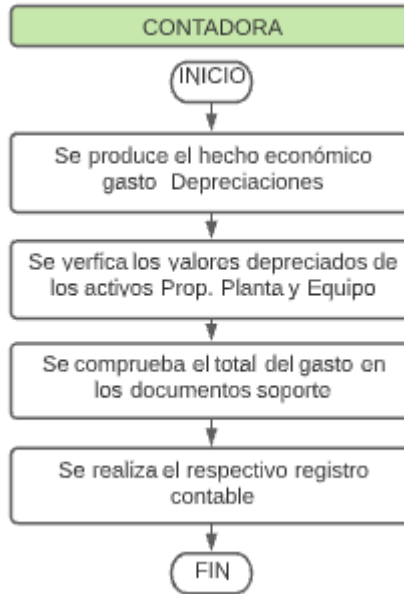 CONTADORA
INICIO
Se produce el hecho económico
gasto Depreciaciones
Se verfica los valores depreciados de
los activos Prop. Planta y Equipo
Se comprueba el total del gasto en
los documentos soporte
Se realiza el respectivo registro
contable
FIN